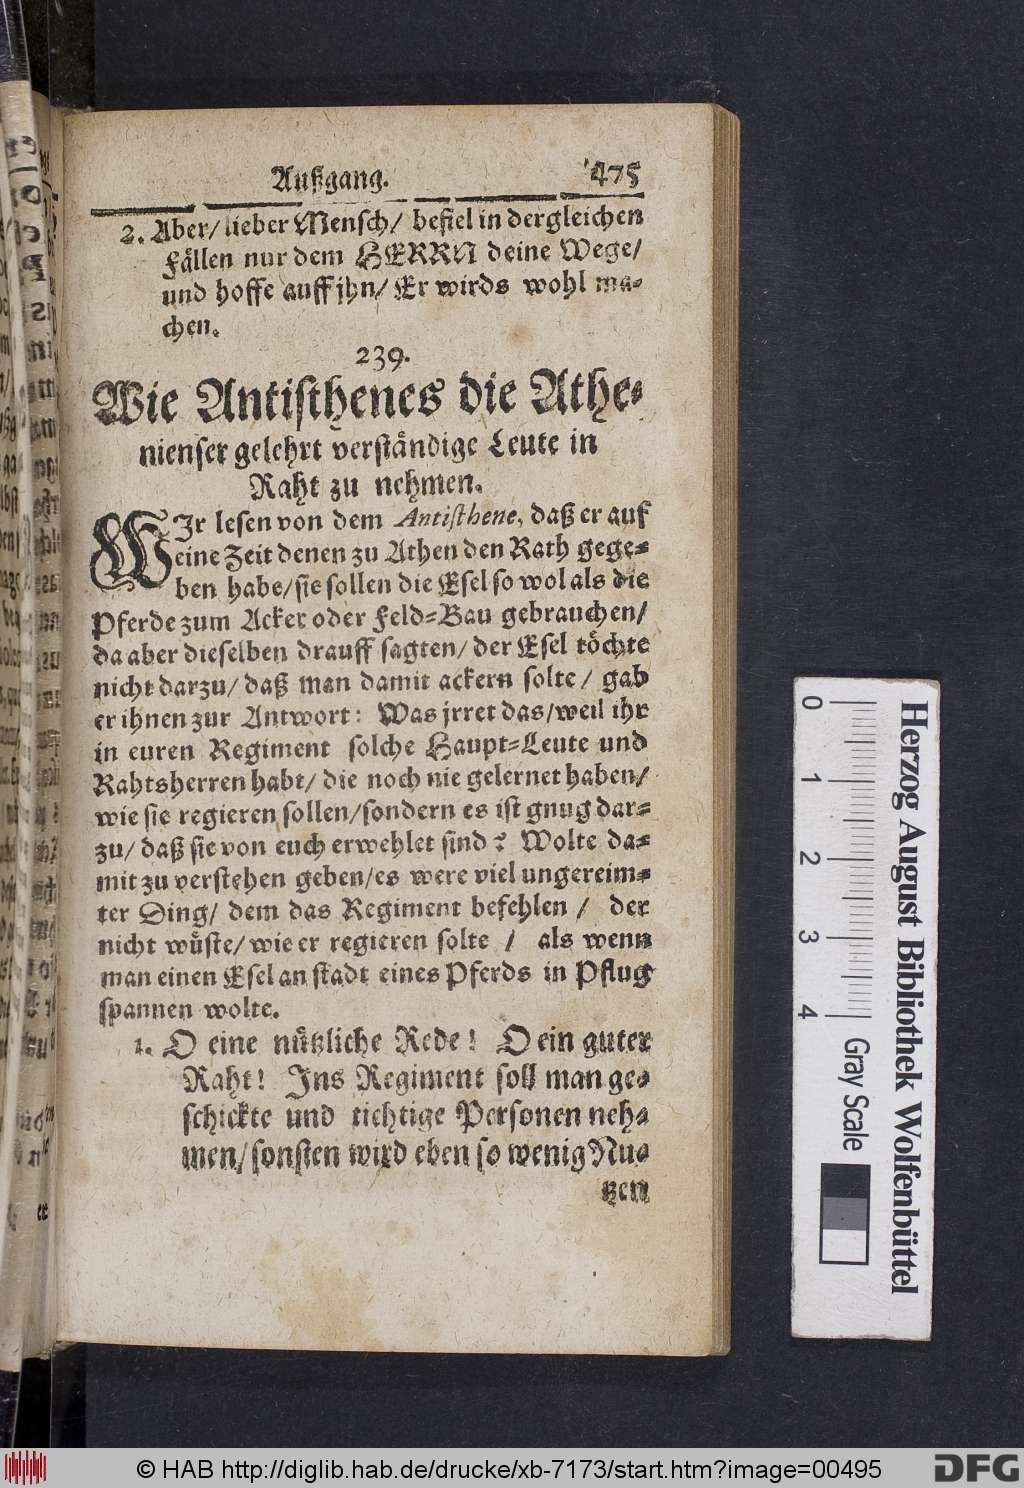 Außgang. 475
2. Aber/ lieber Mensch/ befiel in dergleichen
Fällen nur dem HERRN deine Wege/
und hoffe auff jhn/ Er wirds wohl ma-
chen.
239.
Wie Antisthenes die Athe-
nienser gelehrt verständige Leute in
Raht zu nehmen.
WIr lesen von dem Antisthene, daß er auf
eine Zeit denen zu Athen den Rath gege-
ben habe/ sie sollen die Esel so wol als die
Pferde zum Acker oder Feld-Bau gebrauchen/
da aber dieselben drauff sagten/ der Esel töchte
nicht darzu/ daß man damit ackern solte/ gab
er ihnen zur Antwort: Was jrret das/ weil ihr
in euren Regiment solche Haupt-Leute und
Rahtsherren habt/ die noch nie gelernet haben/
wie sie regieren sollen/ sondern es ist gnug dar-
zu/ daß sie von euch erwehlet sind? Wolte da-
mit zu verstehen geben/ es were viel ungereim-
ter Ding/ dem das Regiment befehlen/ der
nicht wüste/ wie er regieren solte/ als wenn
man einen Esel an stadt eines Pferds in Pflug
spannen wolte.
1. O eine nützliche Rede! O ein guter
Raht! Ins Regiment soll man ge-
schickte und tichtige Personen neh-
men/ sonsten wird eben so wenig Nu-
tzen
Herzog August Bibliothek Wolfenbüttel
0 1 2 3 4 Gray Scale
© HAB http://diglib.hab.de/drucke/xb-7173/start.htm?image=00495
DFG